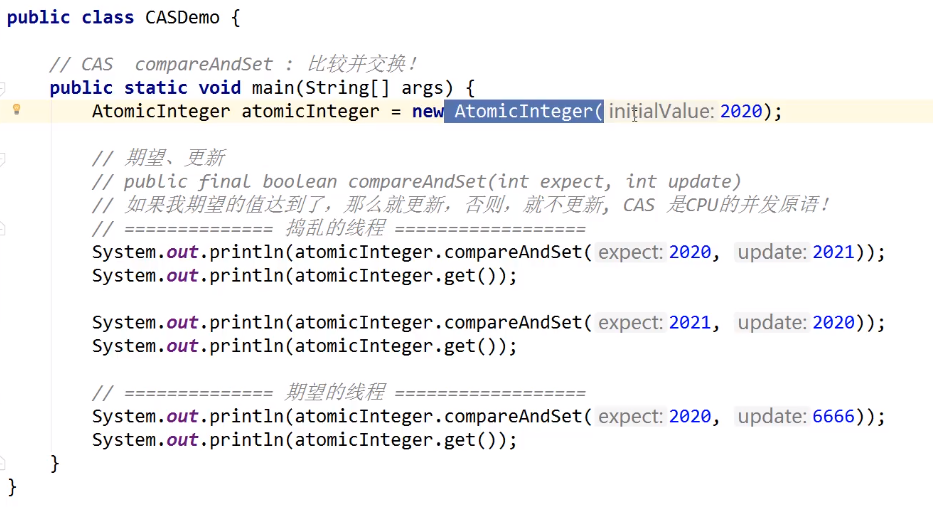 public class CASDemo {
// CAS  compareAndSet : 比较并交换!
public static void main(String[] args) {
AtomicInteger atomicInteger = new AtomicInteger( initialValue: 2020);
// 期望、更新
// public final boolean compareAndSet(int expect, int update)
// 如果我期望的值达到了，那么就更新，否则，就不更新, CAS 是CPU的并发原语!
// ============== 捣乱的线程 ==================
System.out.println(atomicInteger.compareAndSet( expect: 2020, update: 2021));
System.out.println(atomicInteger.get());
System.out.println(atomicInteger.compareAndSet( expect: 2021, update: 2020));
System.out.println(atomicInteger.get());
// ============== 期望的线程 ==================
System.out.println(atomicInteger.compareAndSet( expect: 2020, update: 6666));
System.out.println(atomicInteger.get());
}
}